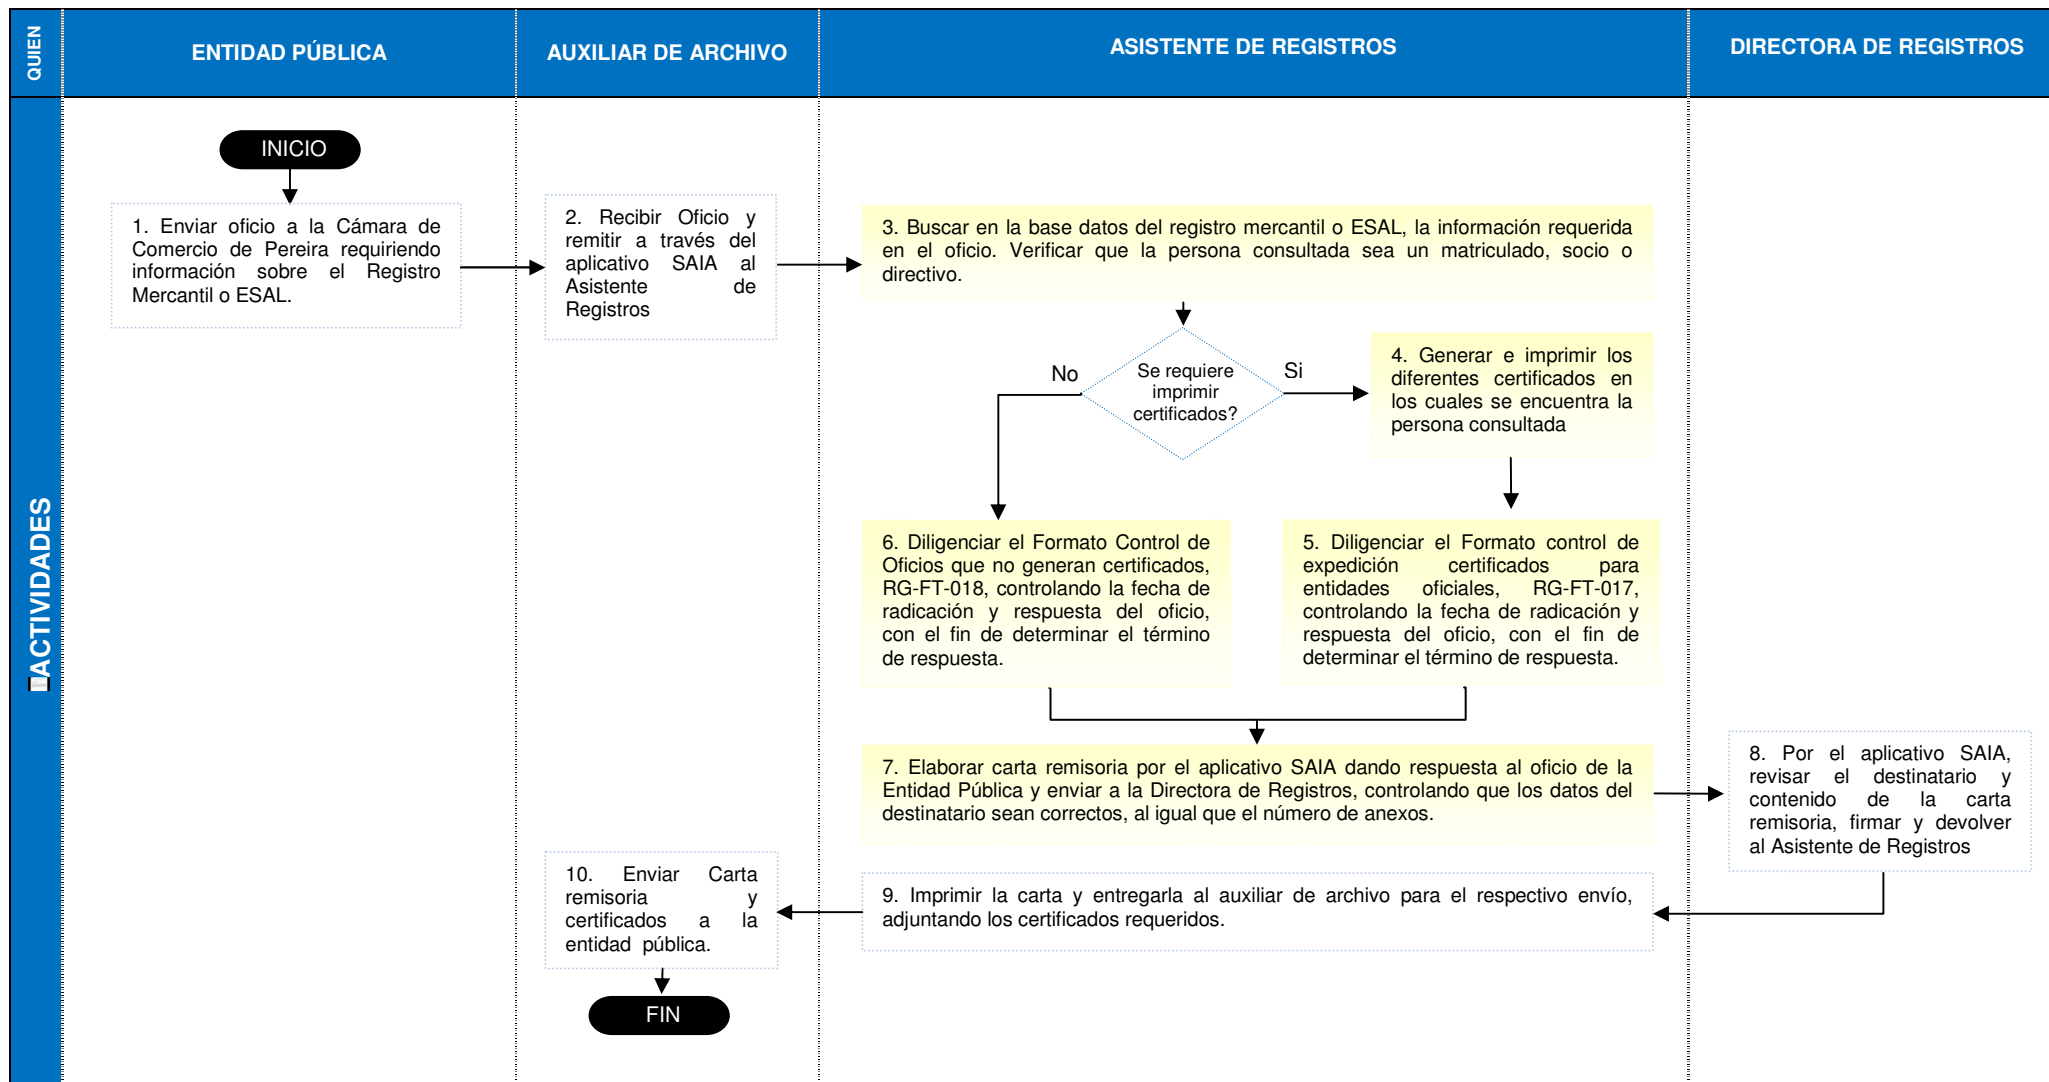 QUIEN
ENTIDAD PÚBLICA
AUXILIAR DE ARCHIVO
ASISTENTE DE REGISTROS
DIRECTORA DE REGISTROS
ACTIVIDADES
INICIO
1. Enviar oficio a la Cámara de
Comercio de Pereira requiriendo
información sobre el Registro
Mercantil o ESAL.
2. Recibir Oficio y
remitir a través del
aplicativo SAIA al
Asistente de
Registros
3. Buscar en la base datos del registro mercantil o ESAL, la información requerida
en el oficio. Verificar que la persona consultada sea un matriculado, socio o
directivo.
No
Se requiere
imprimir
certificados?
Si
4. Generar e imprimir los
diferentes certificados en
los cuales se encuentra la
persona consultada
6. Diligenciar el Formato Control de
Oficios que no generan certificados,
RG-FT-018, controlando la fecha de
radicación y respuesta del oficio,
con el fin de determinar el término
de respuesta.
5. Diligenciar el Formato control de
expedición certificados para
entidades oficiales, RG-FT-017,
controlando la fecha de radicación y
respuesta del oficio, con el fin de
determinar el término de respuesta.
7. Elaborar carta remisoria por el aplicativo SAIA dando respuesta al oficio de la
Entidad Pública y enviar a la Directora de Registros, controlando que los datos del
destinatario sean correctos, al igual que el número de anexos.
8. Por el aplicativo SAIA,
revisar el destinatario y
contenido de la carta
remisoria, firmar y devolver
al Asistente de Registros
9. Imprimir la carta y entregarla al auxiliar de archivo para el respectivo envío,
adjuntando los certificados requeridos.
10. Enviar Carta
remisoria y
certificados a la
entidad pública.
FIN